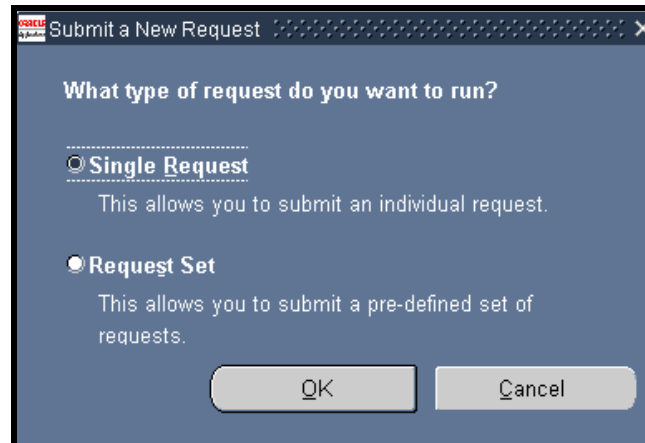 ORACLE
Submit a New Request
What type of request do you want to run?
Single Request
This allows you to submit an individual request.
Request Set
This allows you to submit a pre-defined set of
requests.
OK
Cancel